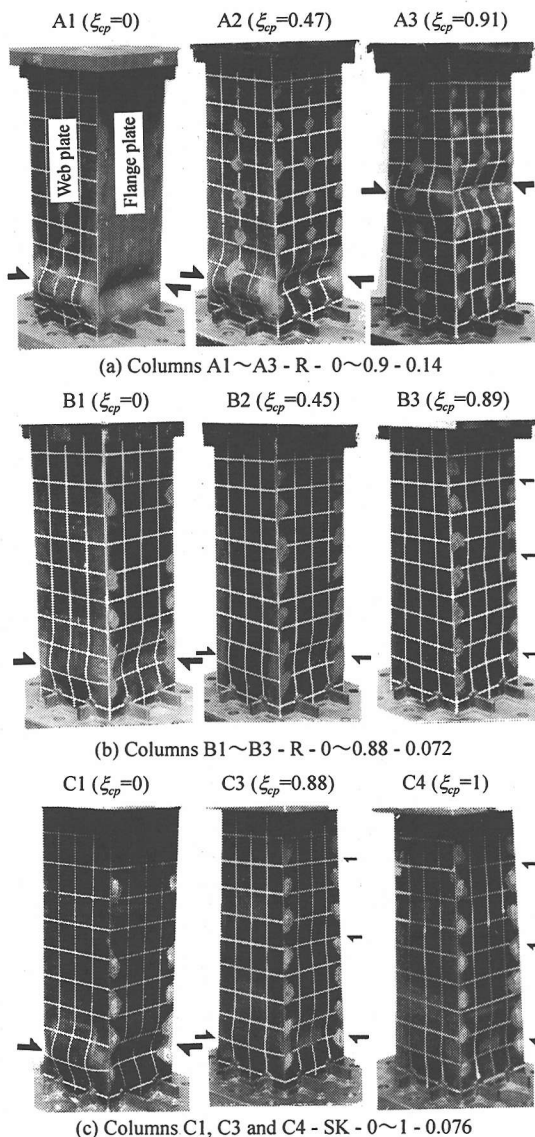 A1 (ξcp=0) A2 (ξcp=0.47) A3 (ξcp=0.91)
Web plate
Flange plate
(a) Columns A1～A3 - R - 0～0.9 - 0.14
B1 (ξcp=0) B2 (ξcp=0.45) B3 (ξcp=0.89)
(b) Columns B1～B3 - R - 0～0.88 - 0.072
C1 (ξcp=0) C3 (ξcp=0.88) C4 (ξcp=1)
(c) Columns C1, C3 and C4 - SK - 0～1 - 0.076